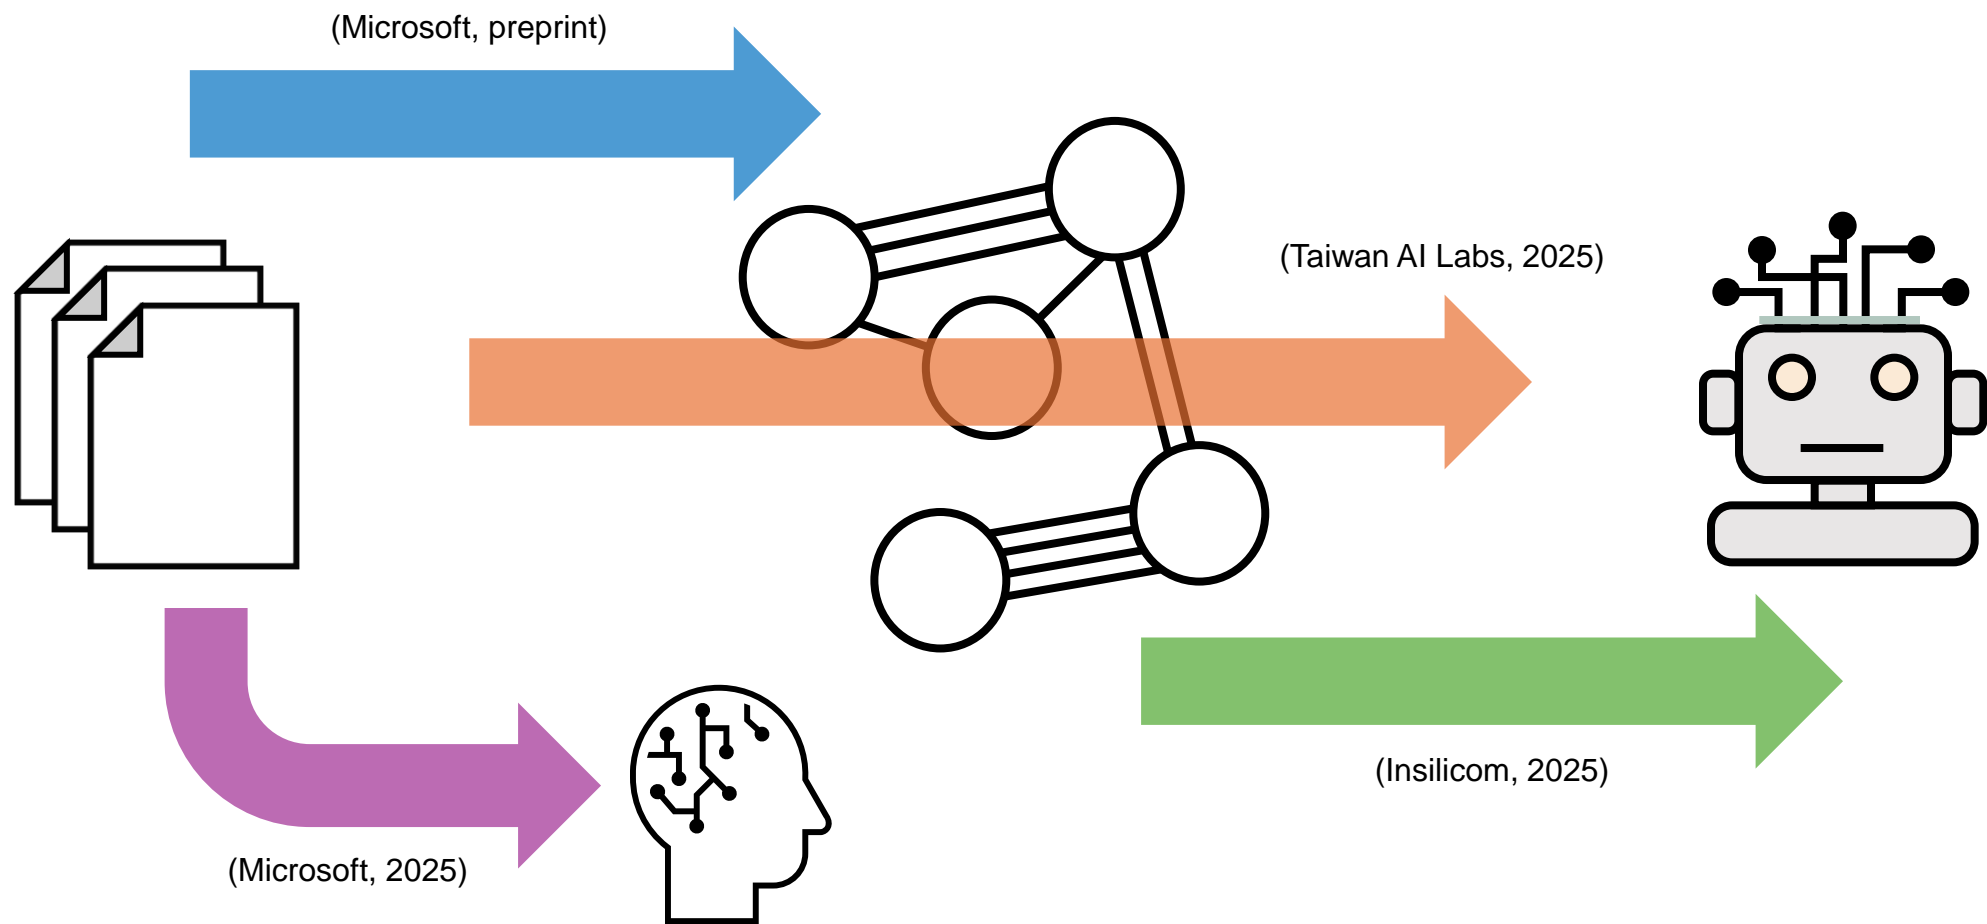 (Microsoft, preprint)
(Taiwan AI Labs, 2025)
(Insilicom, 2025)
(Microsoft, 2025)